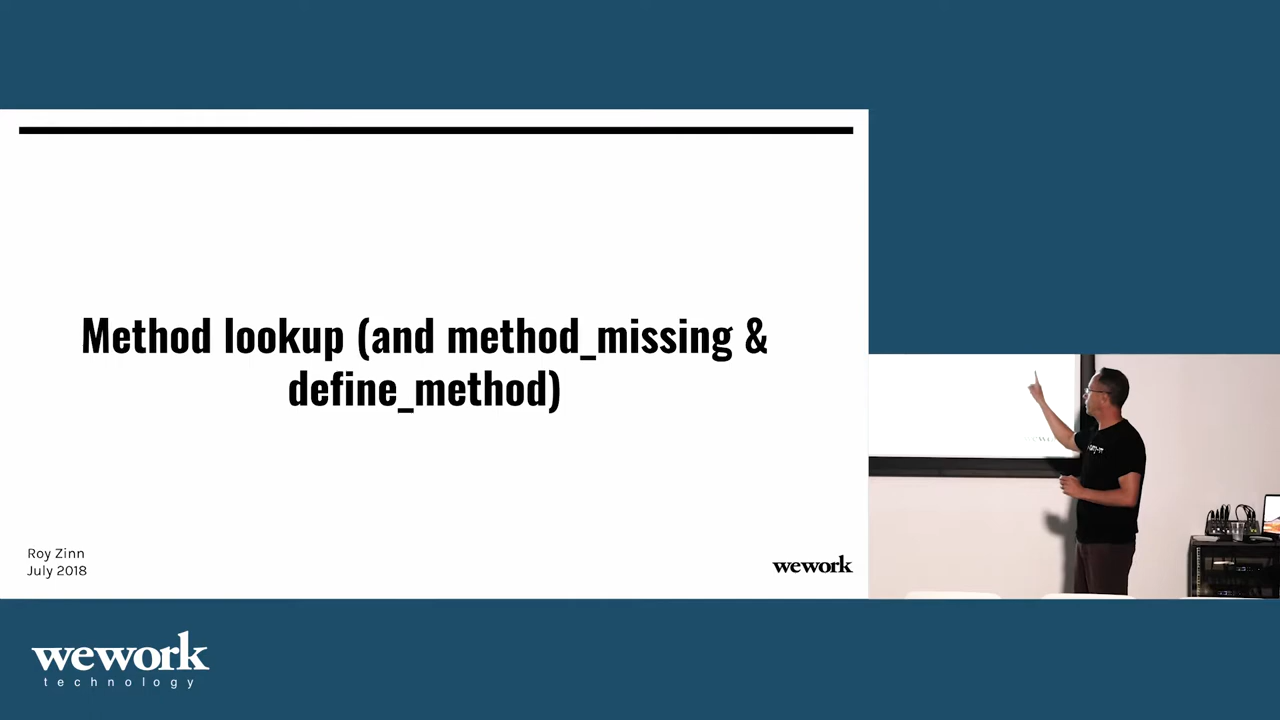 Method lookup (and method_missing &
define_method)
Roy Zinn
July 2018
wework
wework
technology